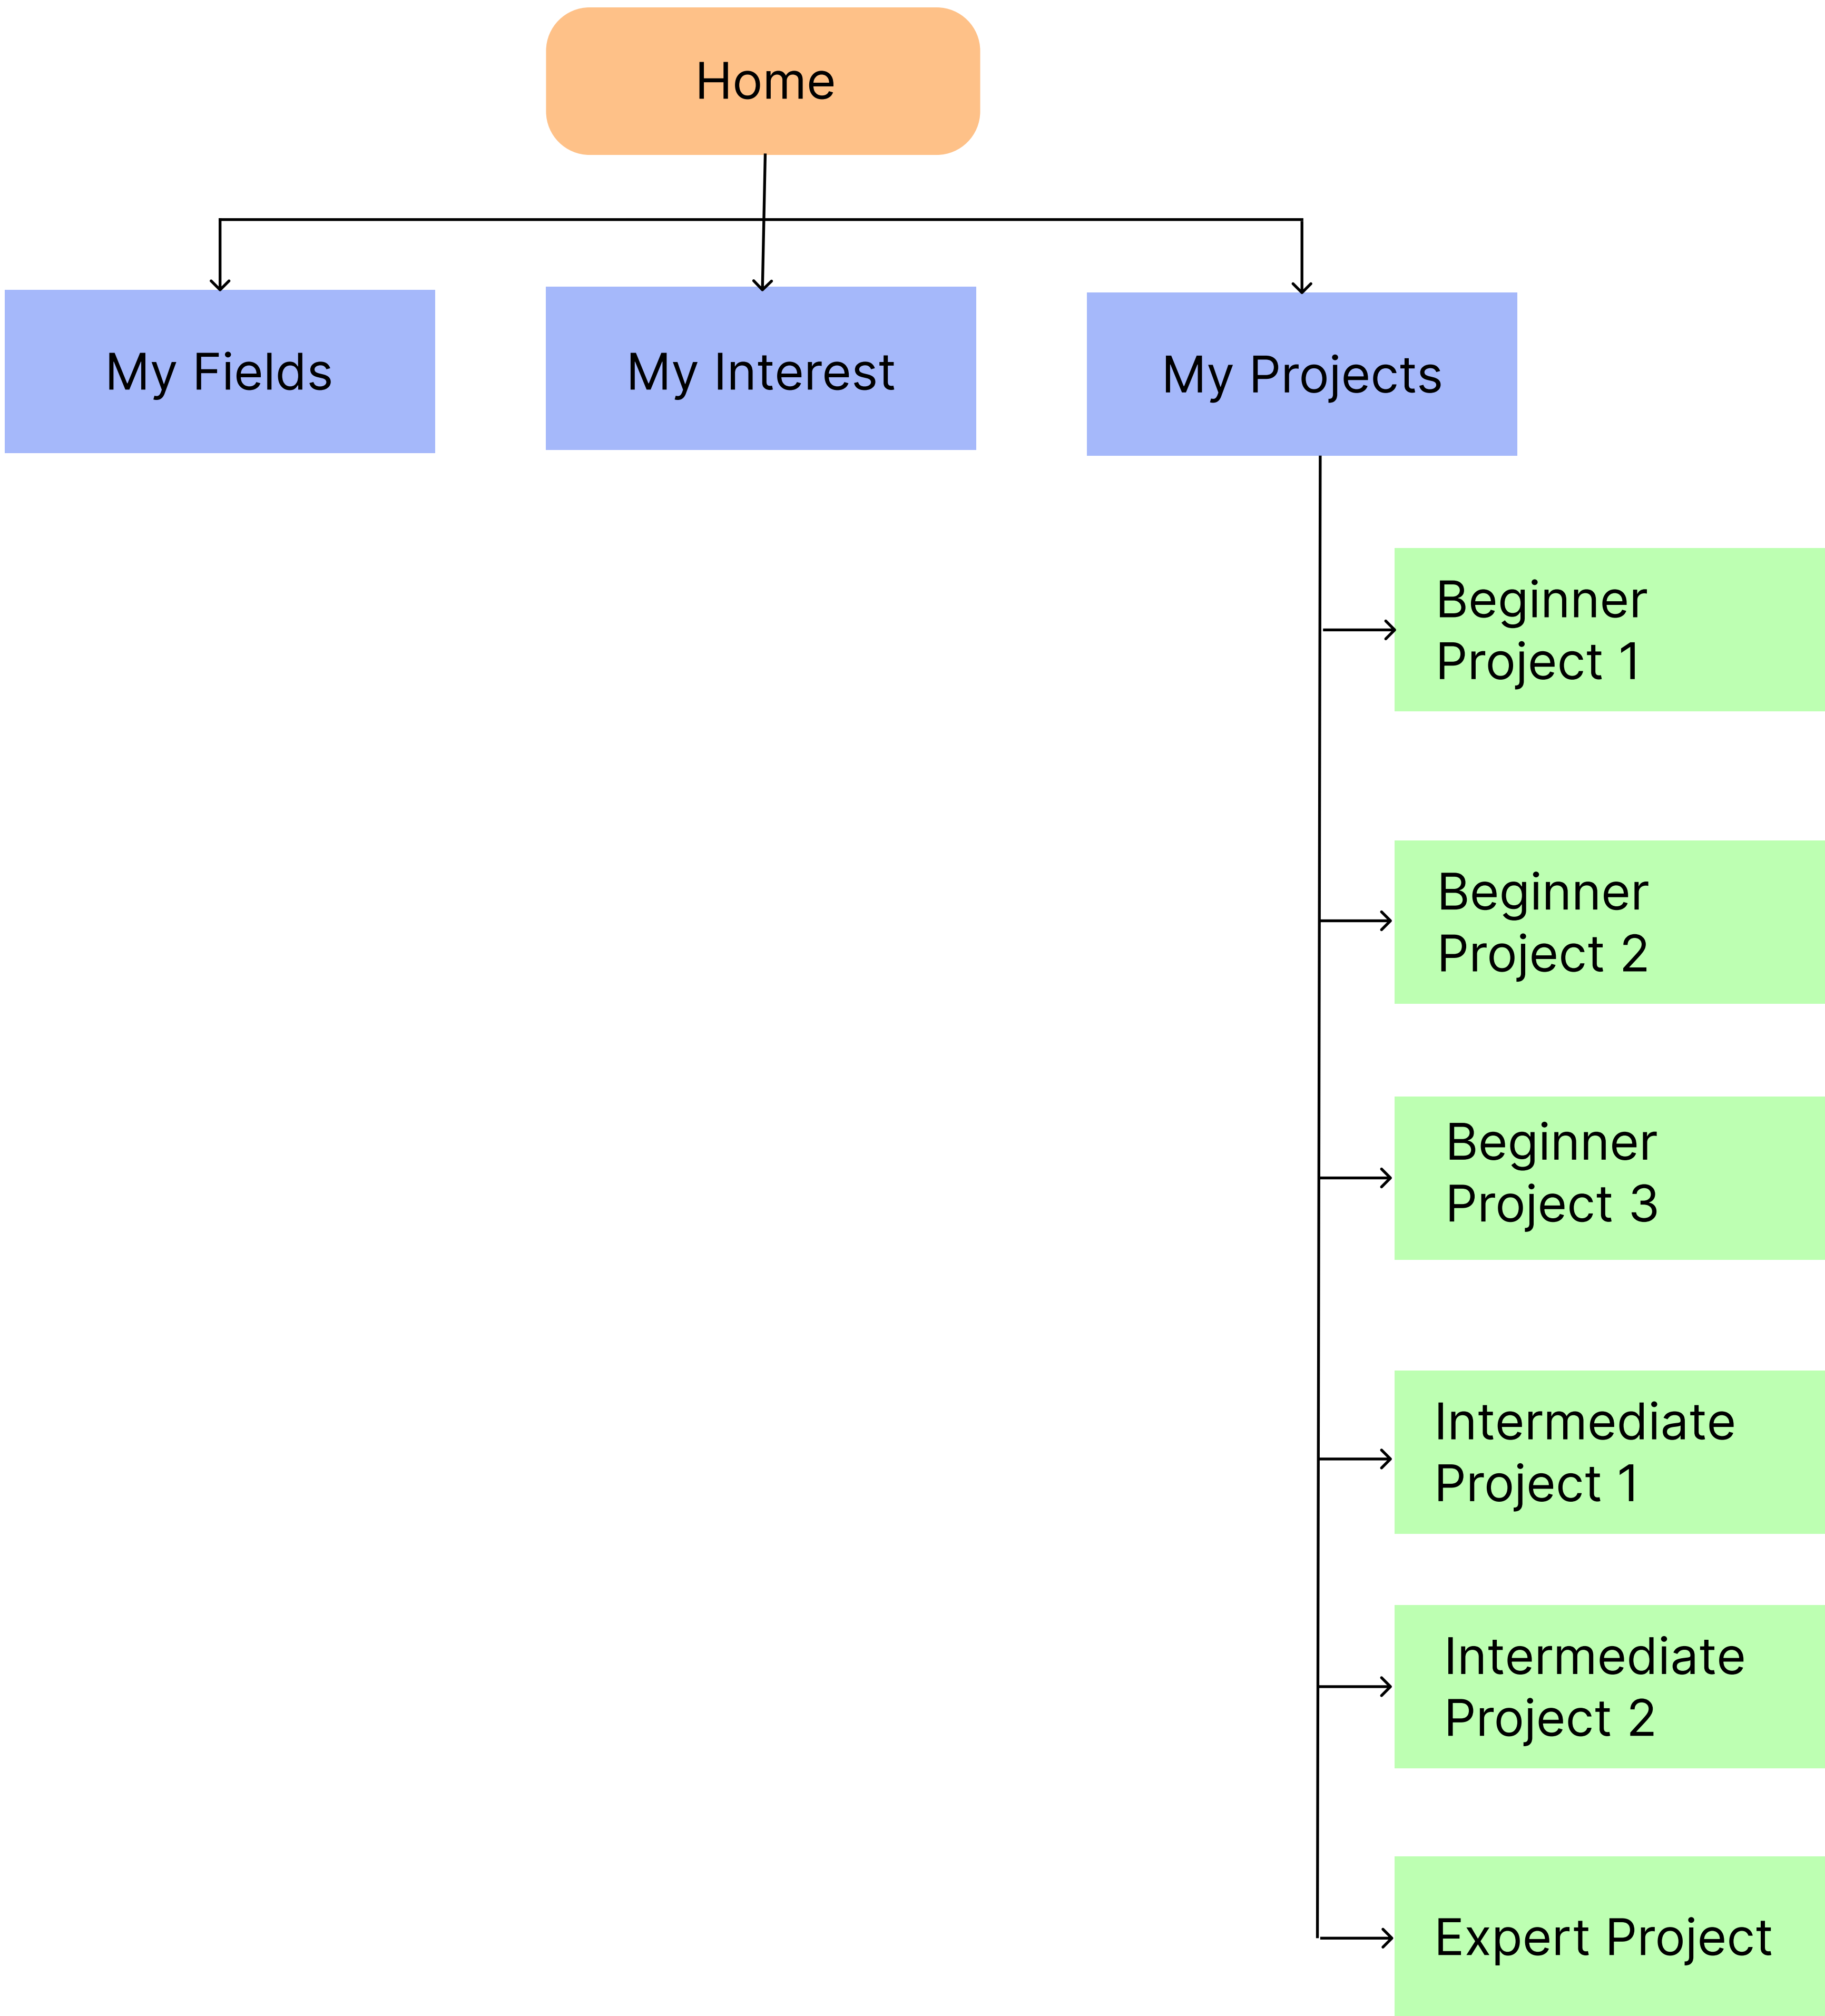 Home
My Fields
My Interest
My Projects
Beginner
Project 1
Beginner
Project 2
Beginner
Project 3
Intermediate
Project 1
Intermediate
Project 2
Expert Project